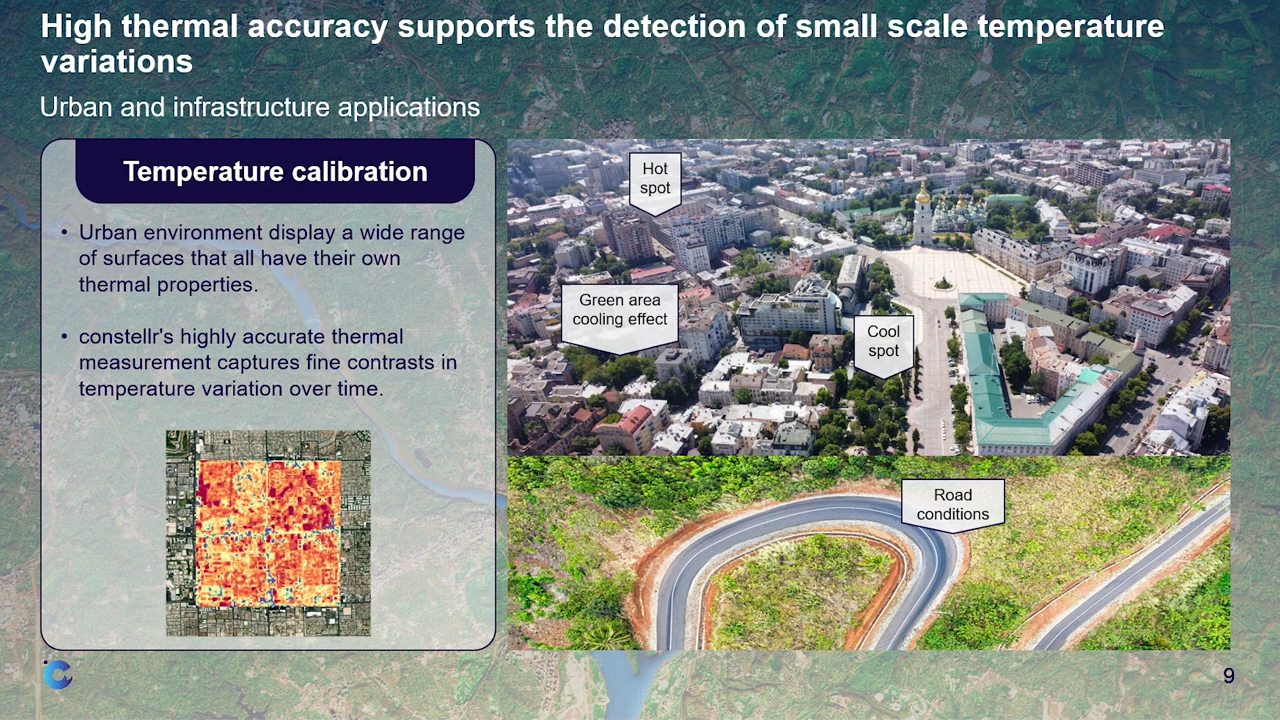 High thermal accuracy supports the detection of small scale temperature
variations
Urban and infrastructure applications
Temperature calibration
• Urban environment display a wide range
of surfaces that all have their own
thermal properties.
• constellr's highly accurate thermal
measurement captures fine contrasts in
temperature variation over time.
Hot
spot
Green area
cooling effect
Cool
spot
Road
conditions
9